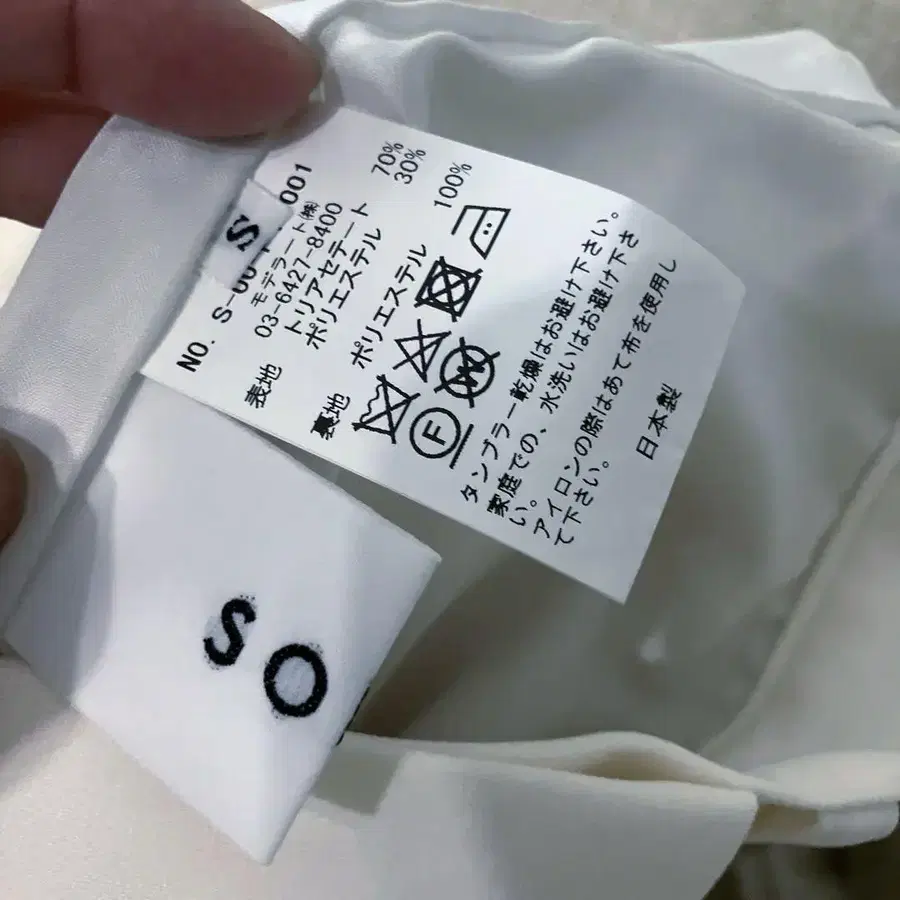 S
NO. S-00 001
モデラート㈱
03-6427-8400
表地 トリアセテート 70%
ポリエステル 30%
裏地 ポリエステル 100%
W
F
タンブラー乾燥はお避け下さい。
家庭での、水洗いはお避け下さ
い。
アイロンの際はあて布を使用し
て下さい。
日本製
SO